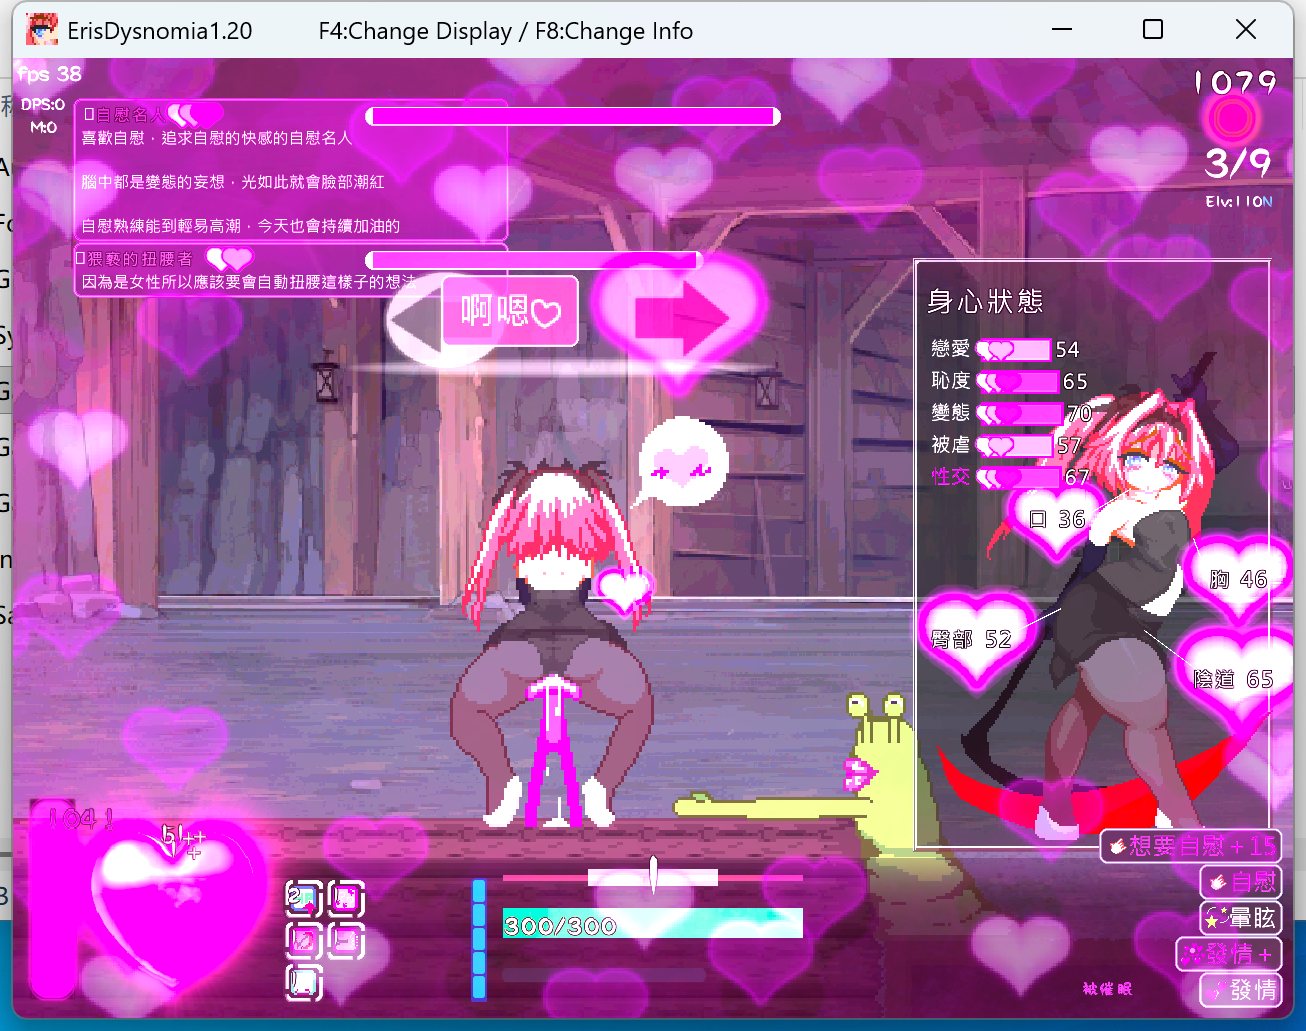 ErisDysnomia1.20
F4:Change Display / F8:Change Info
fps 38
DPS:0
M:0
1079
3/9
Elv:110N
自慰名人
喜歡自慰，追求自慰的快感的自慰名人
腦中都是變態的妄想，光如此就會臉部潮紅
自慰熟練能到輕易高潮，今天也會持續加油的
猥褻的扭腰者
因為是女性所以應該要會自動扭腰這樣子的想法
啊嗯♡
身心狀態
戀愛 54
恥度 65
變態 70
被虐 57
性交 67
口 36
胸 46
臀部 52
陰道 65
104!
51++
+
2
300/300
想要自慰+15
自慰
暈眩
發情+
發情
被催眠